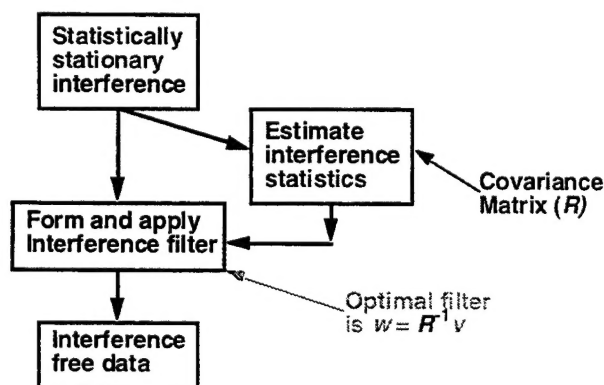 Statistically
stationary
interference
Estimate
interference
statistics
Covariance
Matrix (R)
Form and apply
Interference filter
Optimal filter
is w = R⁻¹ v
Interference
free data